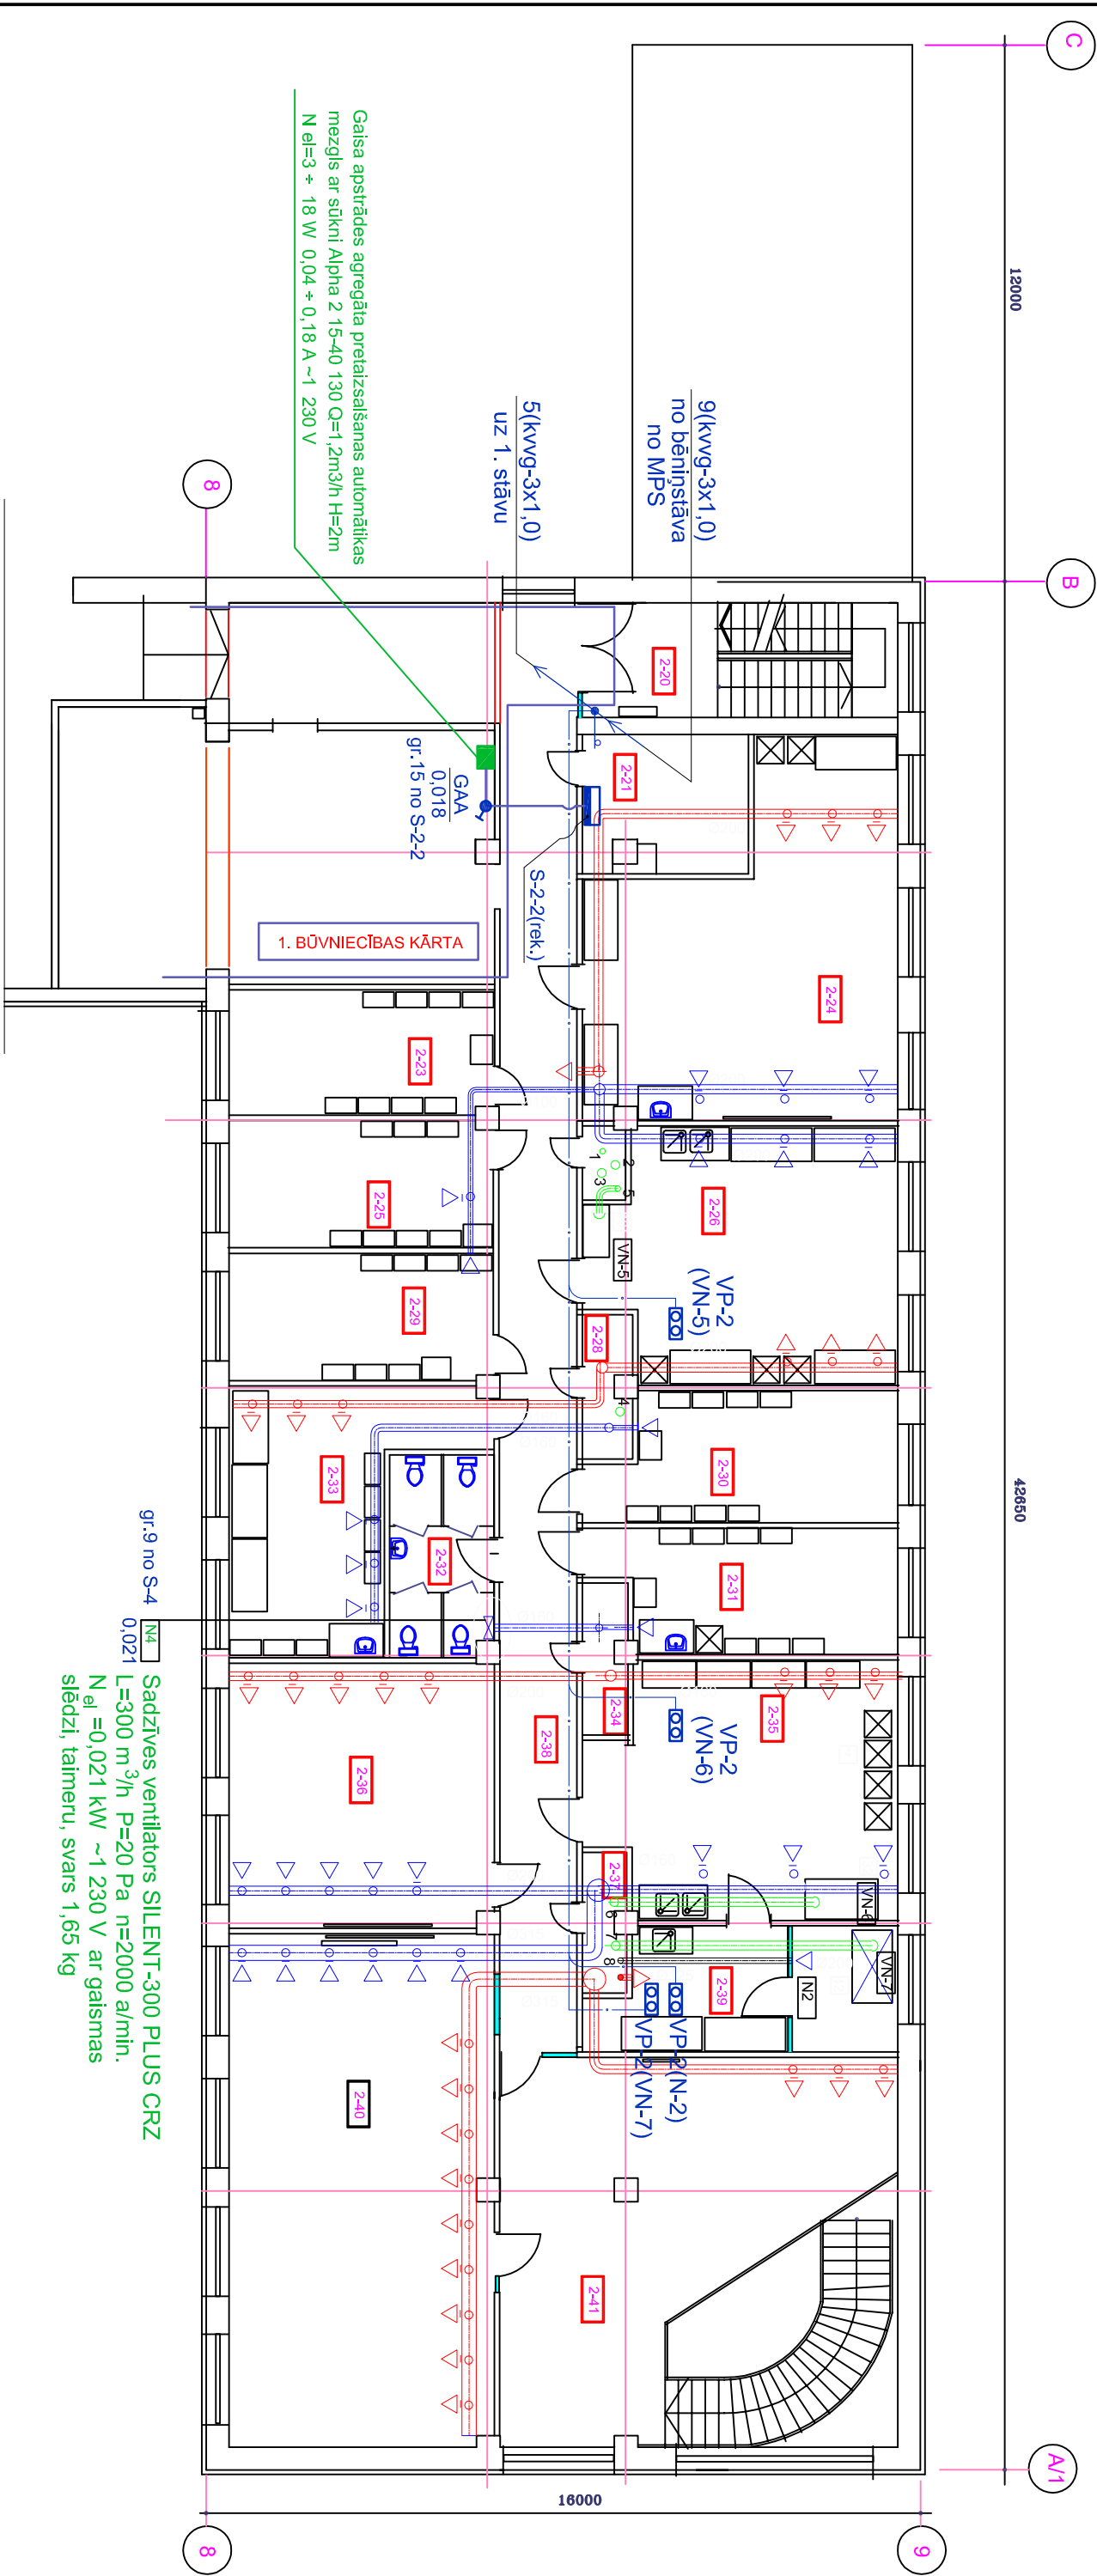 C
12000
B
42650
A/1
16000
9
8
8
Gaisa apstrādes agregāta pretaizsalšanas automātikas
mezgls ar sūkni Alpha 2 15-40 130 Q=1,2m3/h H=2m
N el=3 ÷ 18 W 0,04 ÷ 0,18 A ~1 230 V
9(kvvg-3x1,0)
no bēniņstāva
no MPS
5(kvvg-3x1,0)
uz 1. stāvu
2-20
2-21
GAA
0,018
gr.15 no S-2-2
S-2-2(rek.)
1. BŪVNIECĪBAS KĀRTA
2-24
2-23
2-25
2-26
1
2
3
5
VN-5
VP-2
(VN-5)
2-28
2-29
4
2-30
2-33
2-32
2-31
gr.9 no S-4
0,021
N4
Sadzīves ventilators SILENT-300 PLUS CRZ
L=300 m³/h P=20 Pa n=2000 a/min.
N el =0,021 kW ~1 230 V ar gaismas
slēdzi, taimeru, svars 1,65 kg
2-34
2-35
VP-2
(VN-6)
2-38
2-36
2-37
VN-6
6
7
8
VN-7
N2
2-39
VP-2(N-2)
VP-2(VN-7)
2-40
2-41